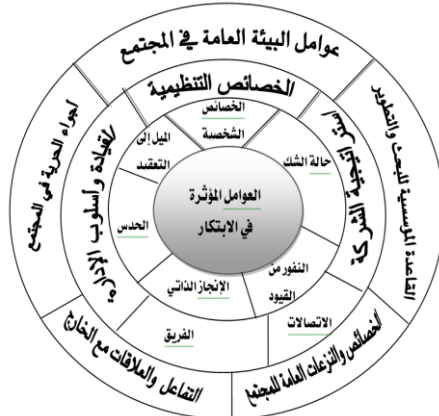 عوامل البيئة العامة في المجتمع
الخصائص التنظيمية
الخصائص
الشخصية
الميل إلى
التعقيد
حالة الشك
أجواء الحرية في المجتمع
القيادة وأسلوب الإدارة
العوامل المؤثرة
في الابتكار
استراتيجية الشركة
القاعدة المؤسسية للبحث والتطوير
الحدس
النفور من
القيود
الإنجاز الذاتي
الفريق
الاتصالات
التفاعل والعلاقات مع الخارج
الخصائص والنزعات العامة للمجتمع